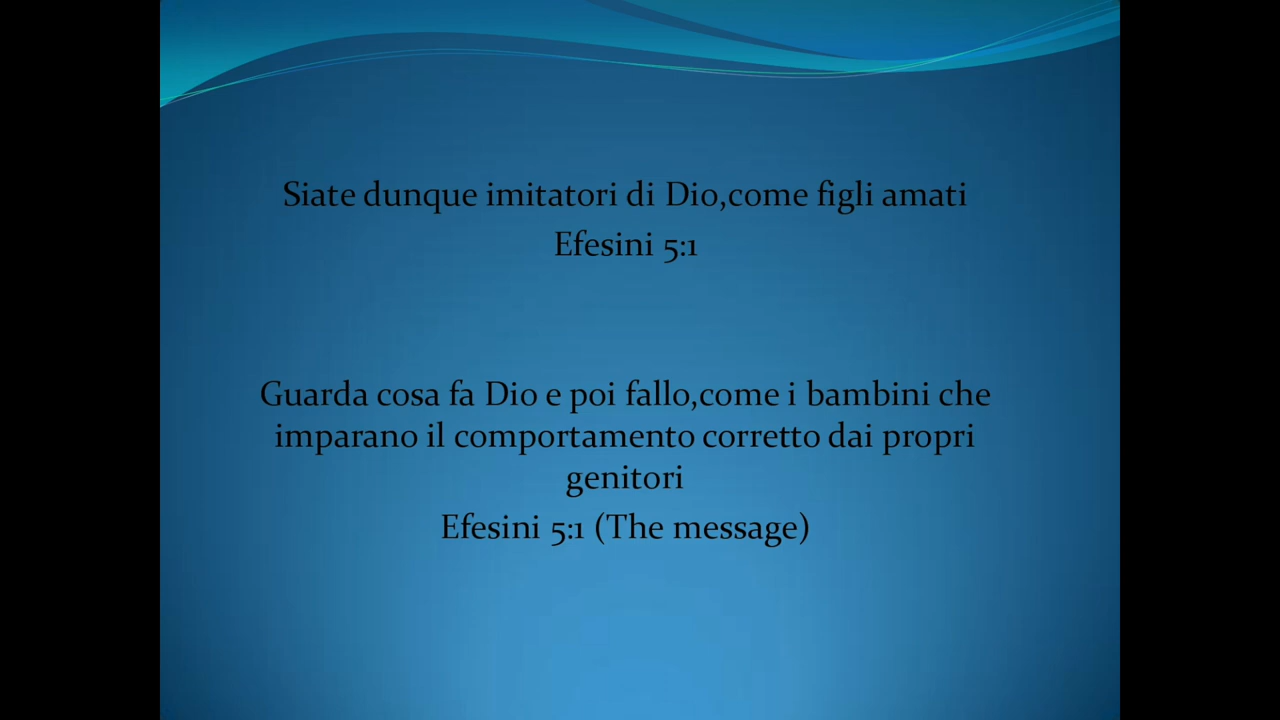 Siate dunque imitatori di Dio,come figli amati
Efesini 5:1
Guarda cosa fa Dio e poi fallo,come i bambini che
imparano il comportamento corretto dai propri
genitori
Efesini 5:1 (The message)